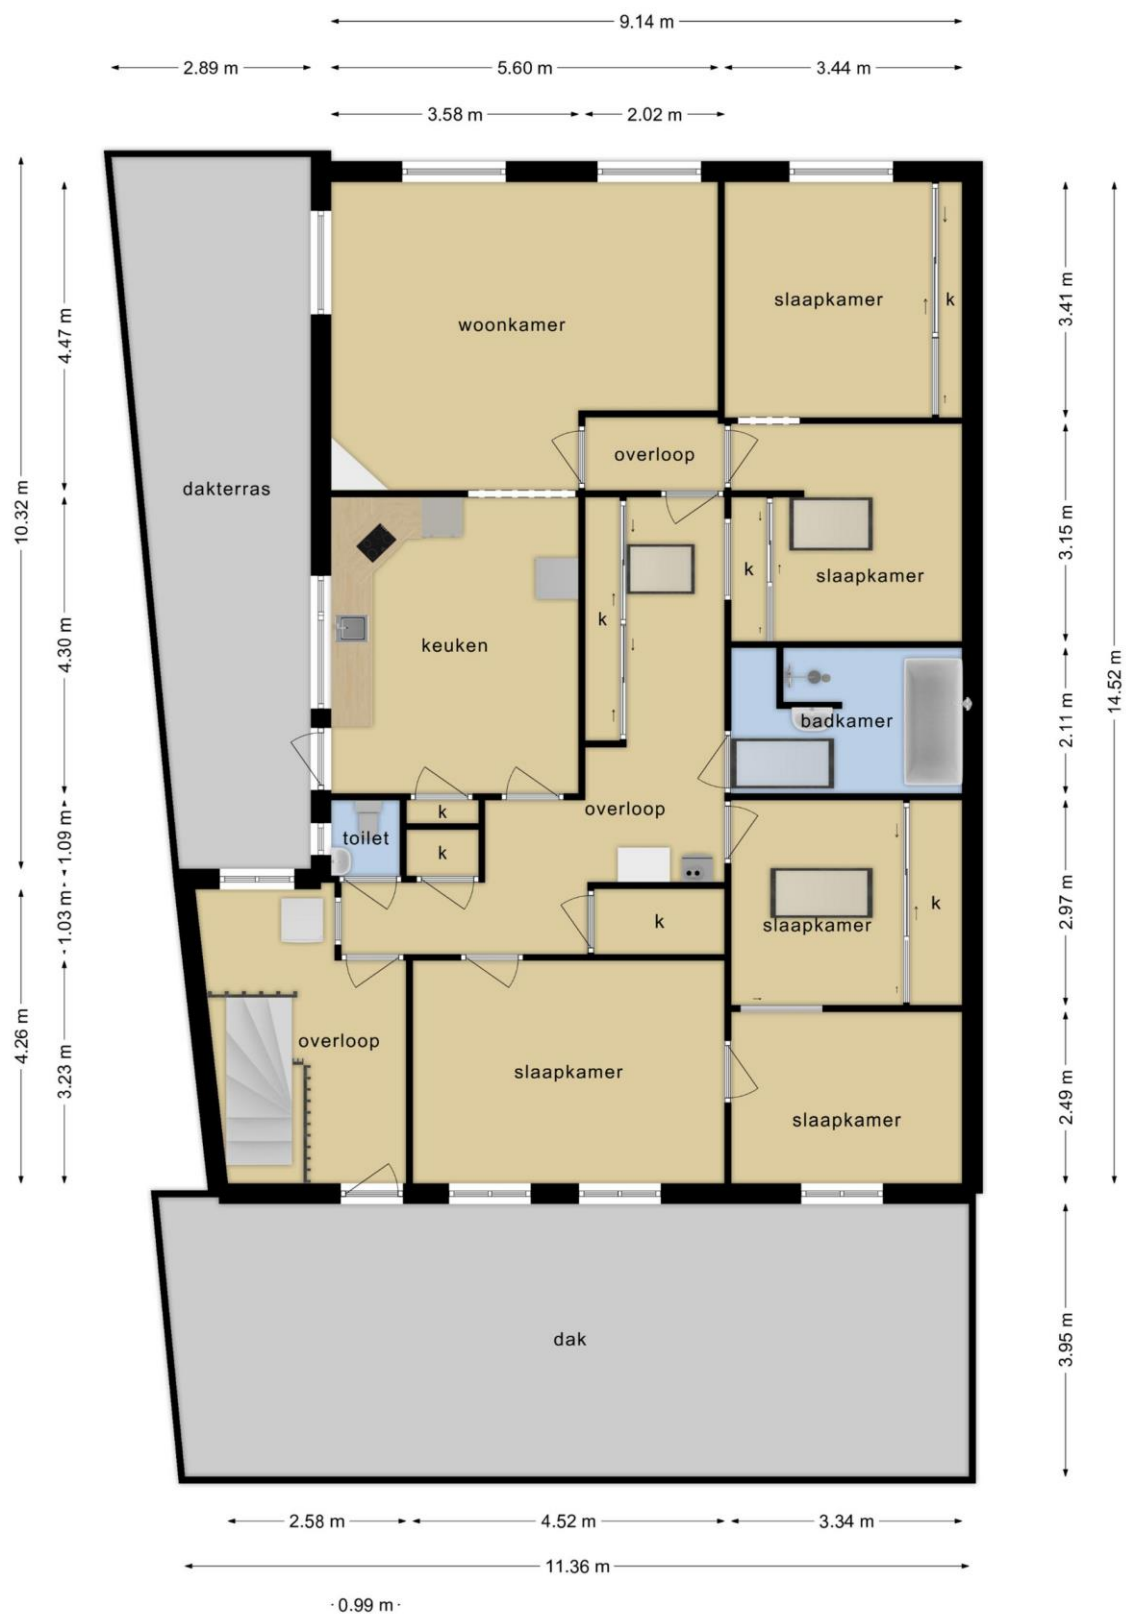 9.14 m
2.89 m
5.60 m
3.44 m
3.58 m
2.02 m
10.32 m
4.26 m
4.47 m
4.30 m
1.09 m
1.03 m
3.23 m
woonkamer
slaapkamer
k
overloop
dakterras
k
slaapkamer
k
keuken
badkamer
k
toilet
k
overloop
k
slaapkamer
k
overloop
slaapkamer
slaapkamer
dak
3.41 m
3.15 m
2.11 m
2.97 m
2.49 m
3.95 m
14.52 m
2.58 m
4.52 m
3.34 m
11.36 m
0.99 m